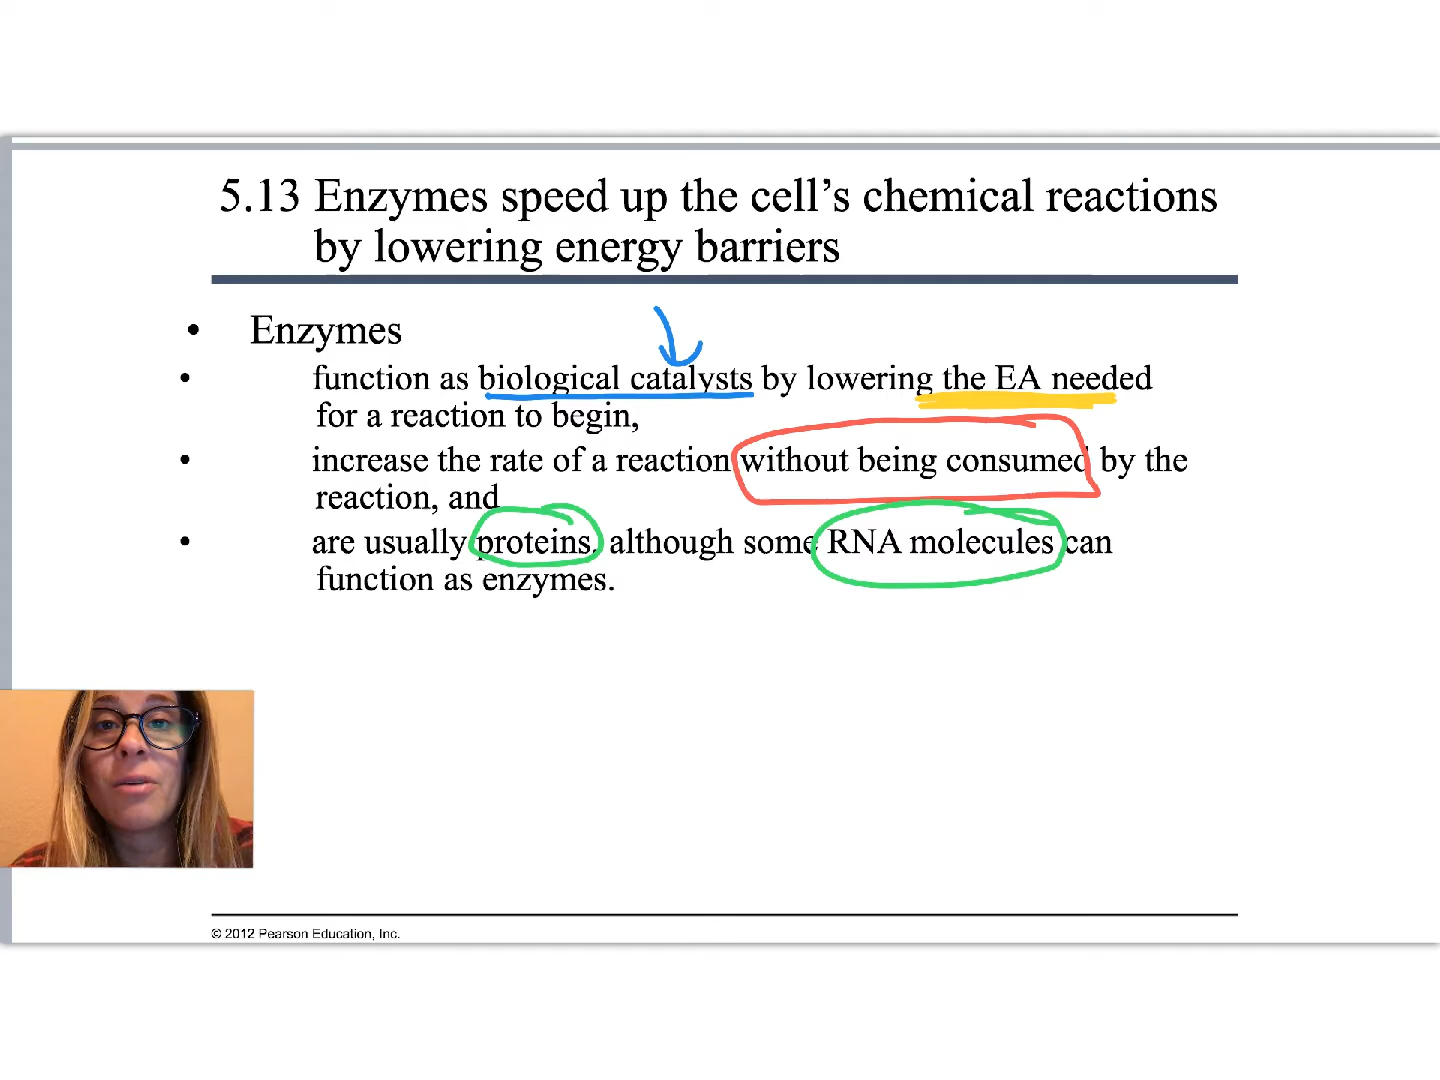 5.13 Enzymes speed up the cell’s chemical reactions
by lowering energy barriers
• Enzymes
• function as biological catalysts by lowering the EA needed
for a reaction to begin,
• increase the rate of a reaction without being consumed by the
reaction, and
• are usually proteins, although some RNA molecules can
function as enzymes.
© 2012 Pearson Education, Inc.